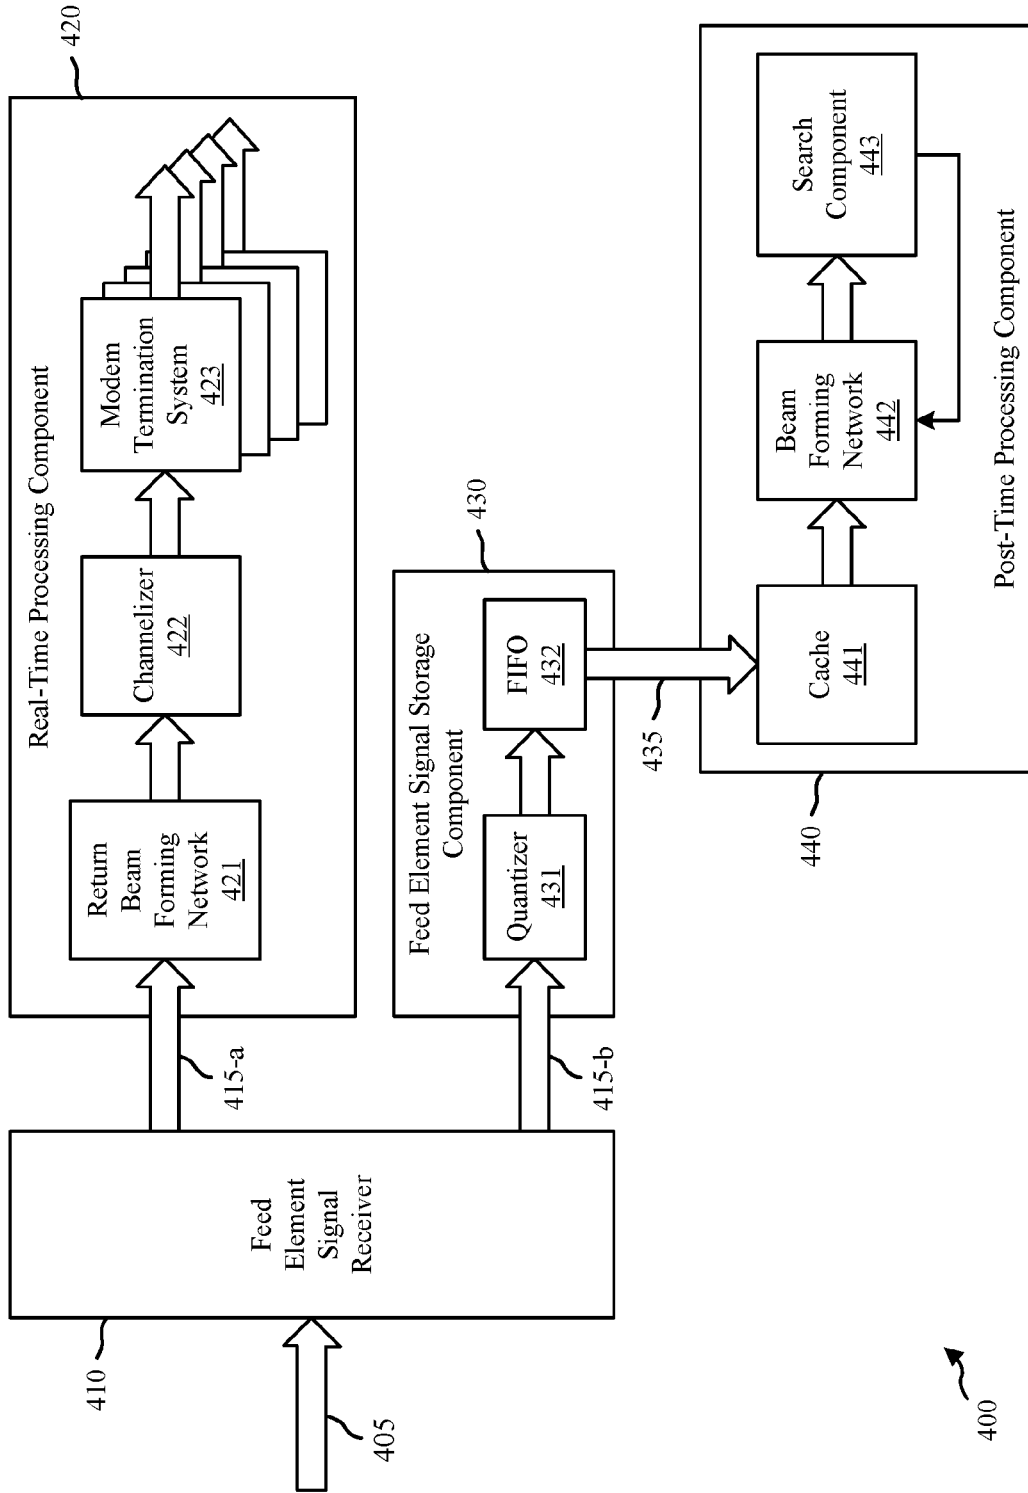 420
Real-Time Processing Component
Return
Beam
Forming
Network
421
Channelizer
422
Modem
Termination
System
423
415-a
410
Feed
Element
Signal
Receiver
405
415-b
430
Feed Element Signal Storage
Component
Quantizer
431
FIFO
432
435
440
Cache
441
Beam
Forming
Network
442
Search
Component
443
Post-Time Processing Component
400